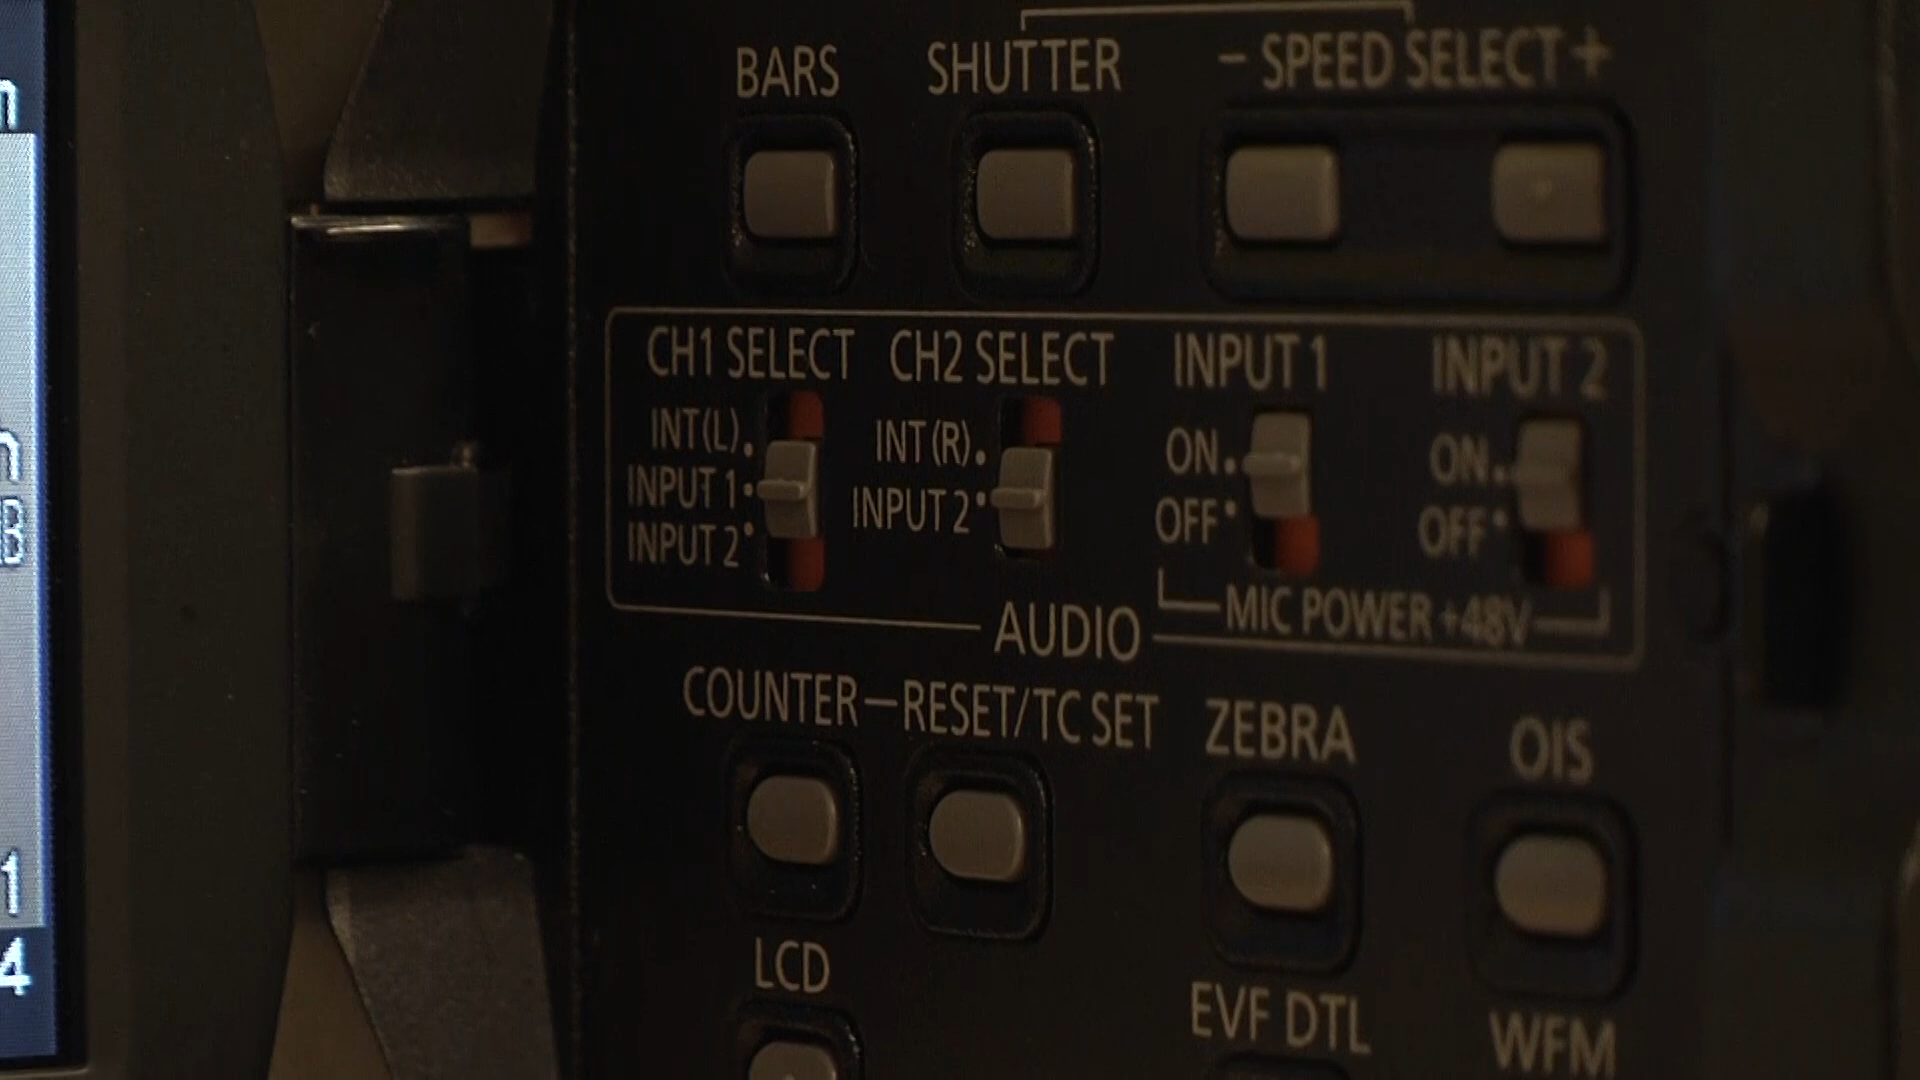 BARS SHUTTER - SPEED SELECT +
CH1 SELECT CH2 SELECT INPUT 1 INPUT 2
INT(L). INT (R). ON. ON.
INPUT 1• INPUT 2• OFF• OFF•
INPUT 2•
MIC POWER +48V
AUDIO
COUNTER—RESET/TC SET ZEBRA OIS
LCD EVF DTL WFM
1
4